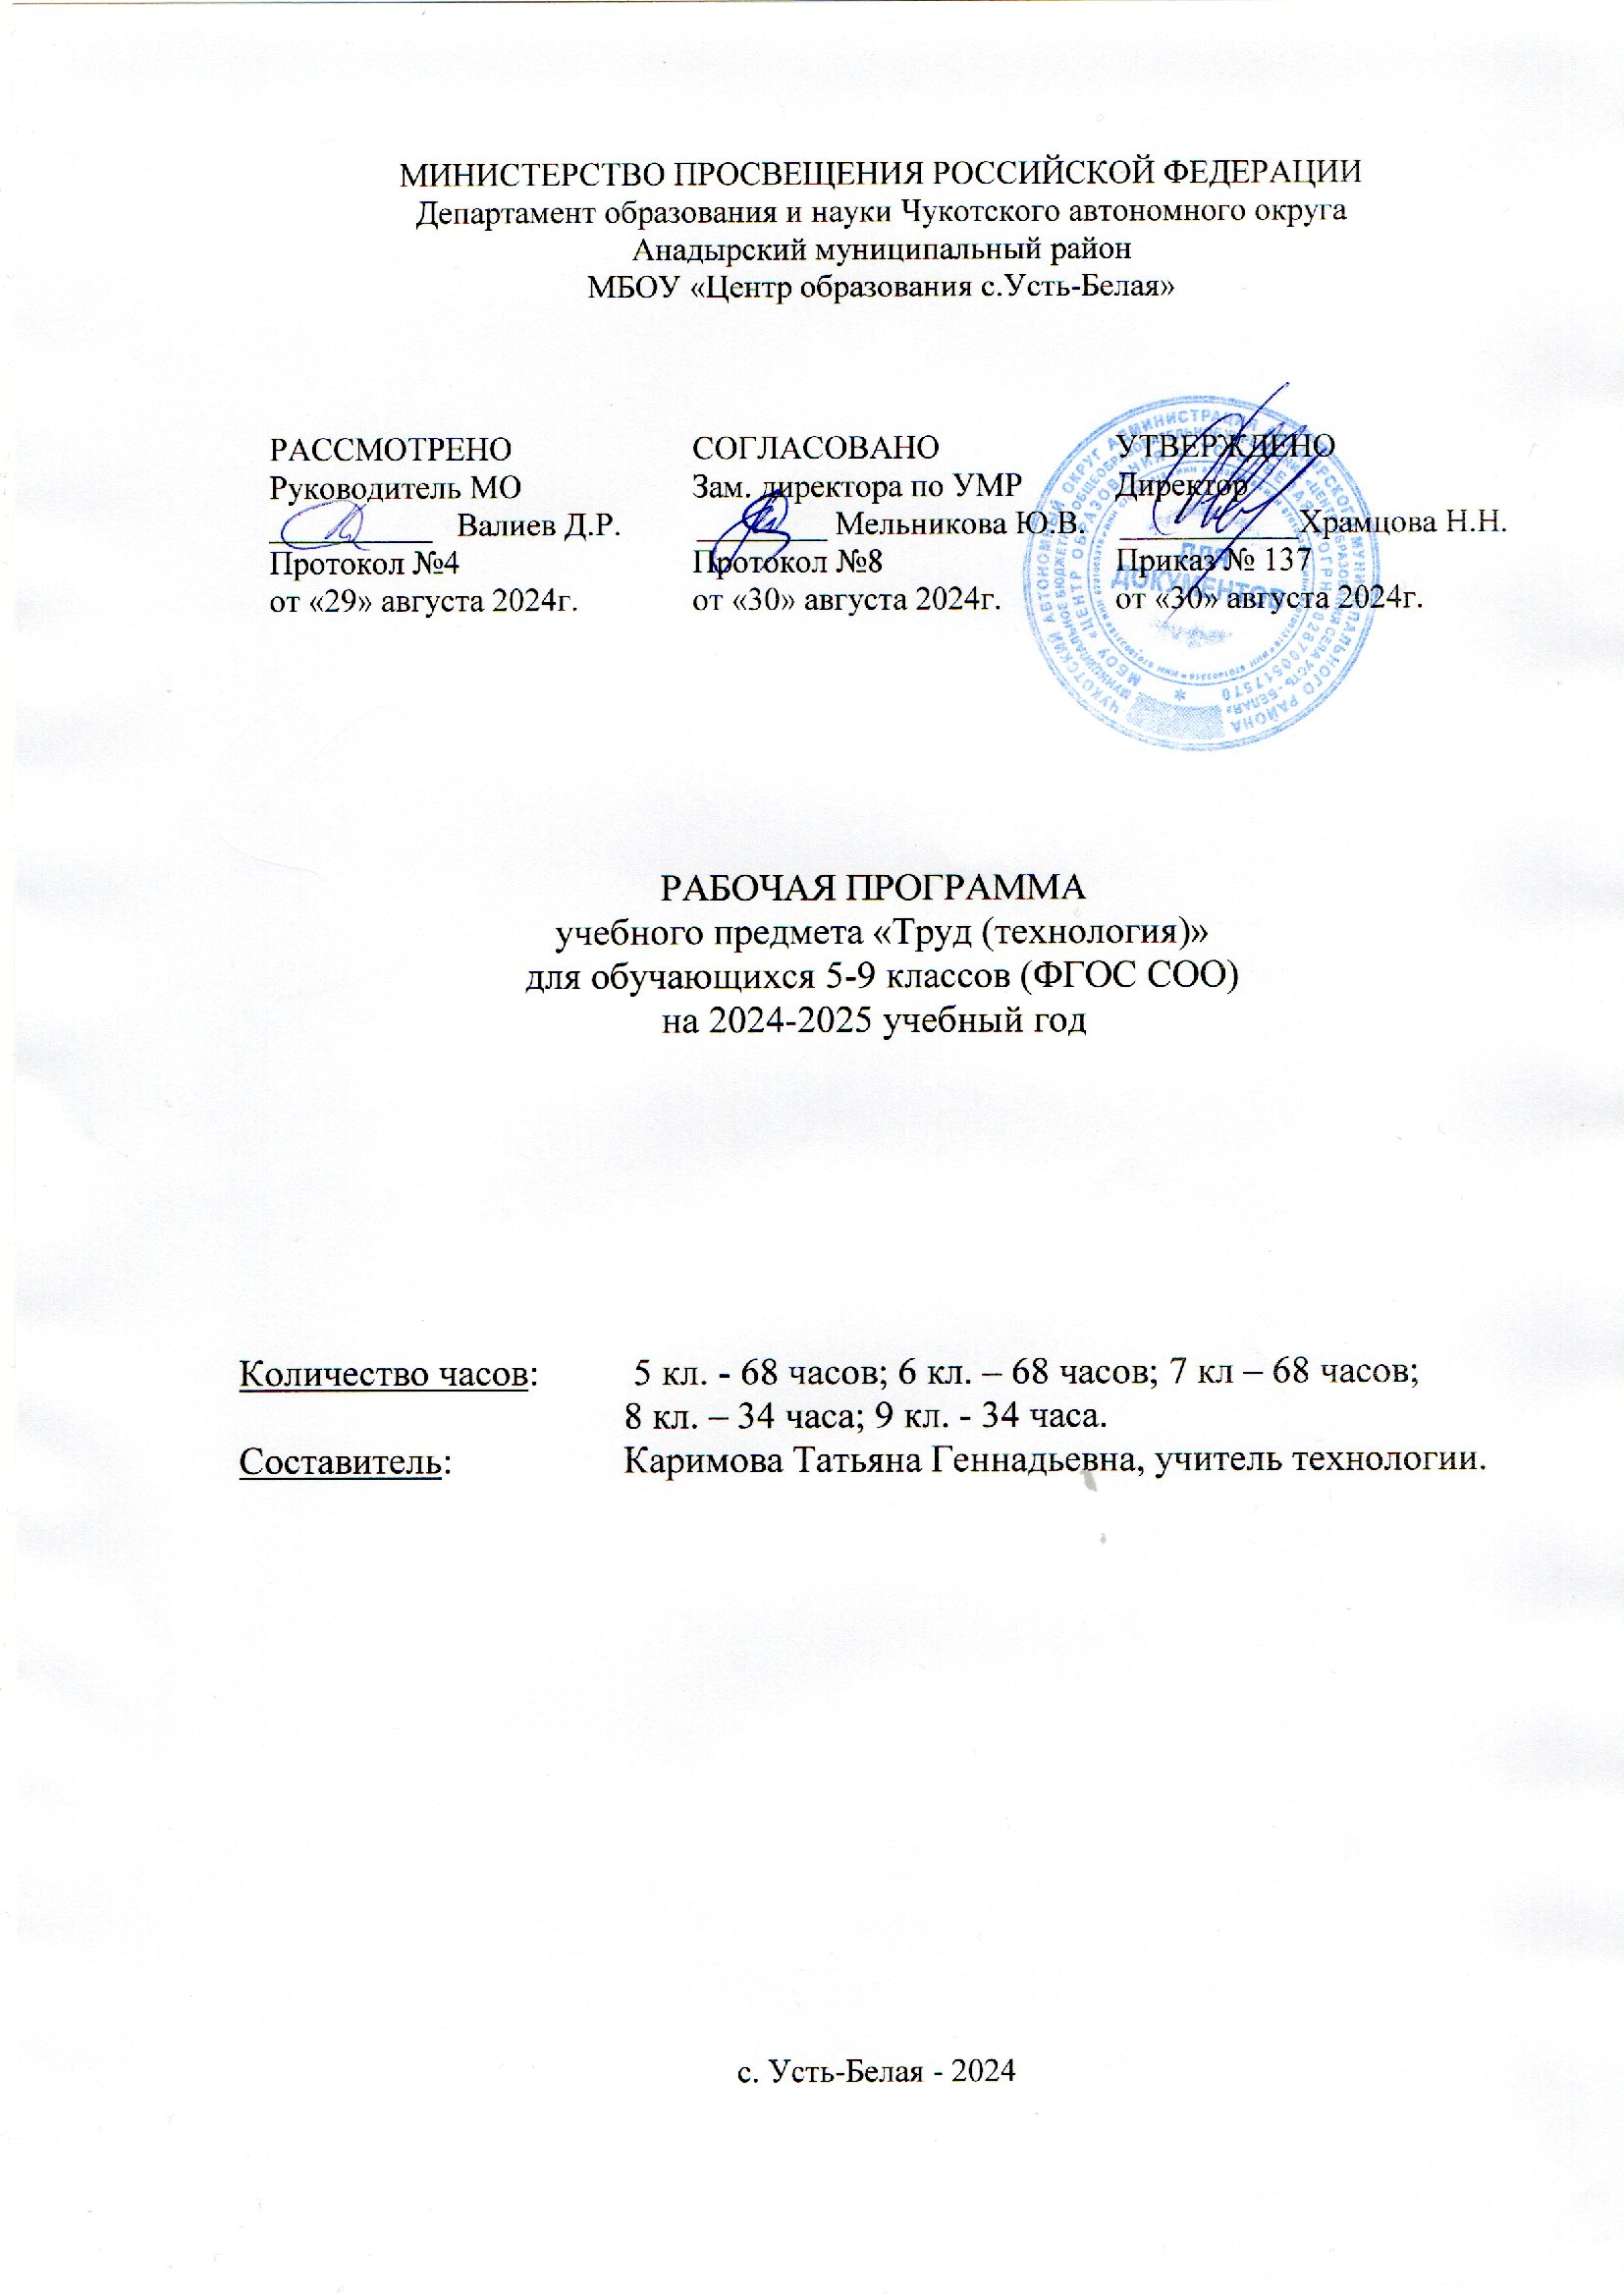 МИНИСТЕРСТВО ПРОСВЕЩЕНИЯ РОССИЙСКОЙ ФЕДЕРАЦИИ
Департамент образования и науки Чукотского автономного округа
Анадырский муниципальный район
МБОУ «Центр образования с.Усть-Белая»
РАССМОТРЕНО
Руководитель МО
__________ Валиев Д.Р.
Протокол №4
от «29» августа 2024г.
СОГЛАСОВАНО
Зам. директора по УМР
________ Мельникова Ю.В.
Протокол №8
от «30» августа 2024г.
УТВЕРЖДЕНО
Директор
___________Храмцова Н.Н.
Приказ № 137
от «30» августа 2024г.
ДЛЯ
ДОКУМЕНТОВ
РАБОЧАЯ ПРОГРАММА
учебного предмета «Труд (технология)»
для обучающихся 5-9 классов (ФГОС СОО)
на 2024-2025 учебный год
Количество часов: 5 кл. - 68 часов; 6 кл. – 68 часов; 7 кл – 68 часов;
8 кл. – 34 часа; 9 кл. - 34 часа.
Составитель: Каримова Татьяна Геннадьевна, учитель технологии.
с. Усть-Белая - 2024